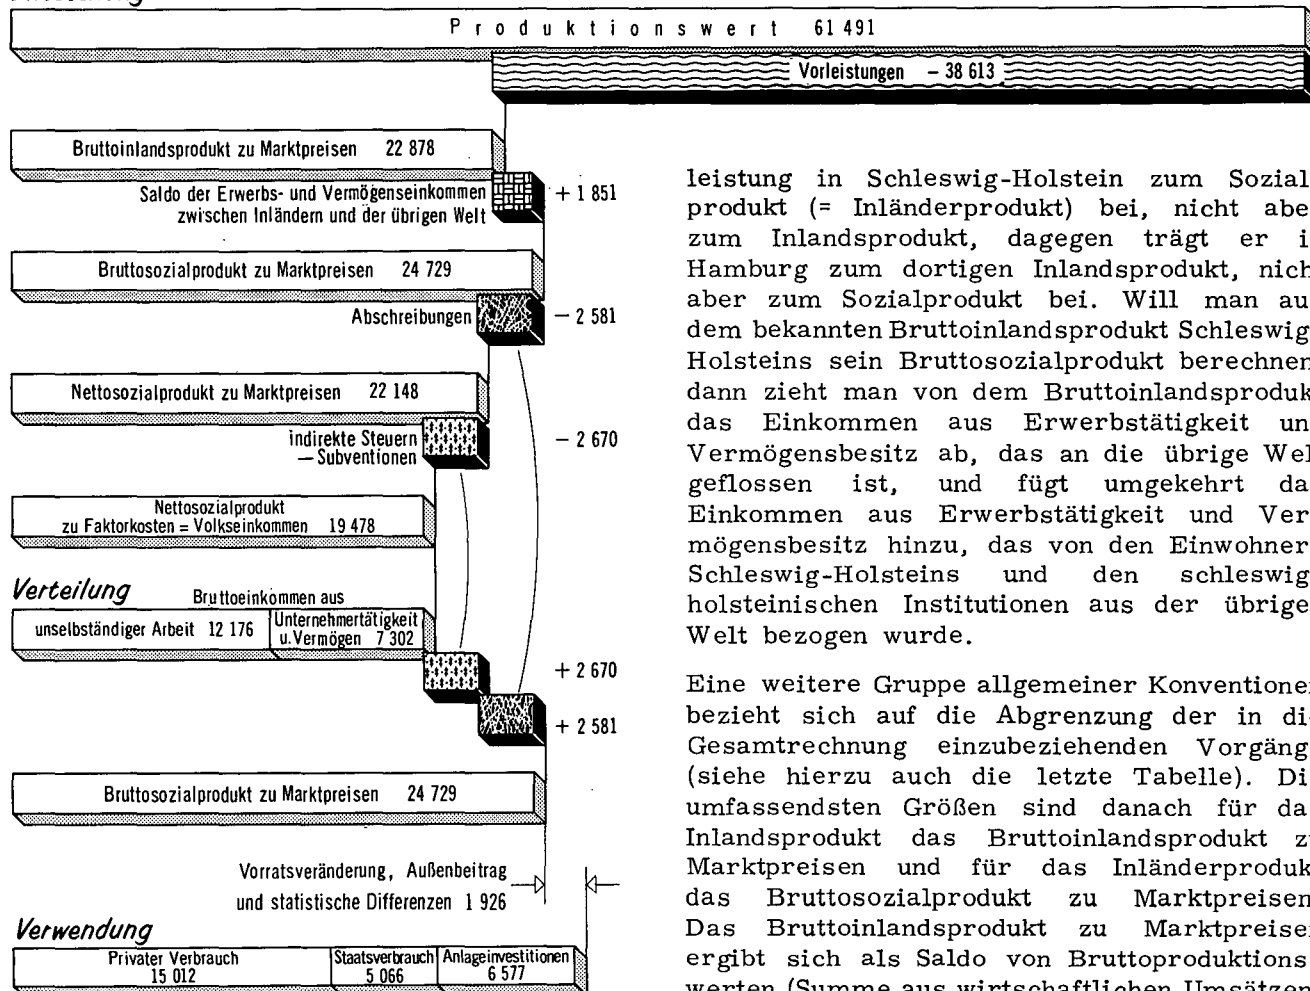 Produktionswert 61 491
Vorleistungen – 38 613
Bruttoinlandsprodukt zu Marktpreisen 22 878
Saldo der Erwerbs- und Vermögenseinkommen
zwischen Inländern und der übrigen Welt
+ 1 851
Bruttosozialprodukt zu Marktpreisen 24 729
Abschreibungen – 2 581
Nettosozialprodukt zu Marktpreisen 22 148
indirekte Steuern
— Subventionen
– 2 670
Nettosozialprodukt
zu Faktorkosten = Volkseinkommen 19 478
Verteilung
Bruttoeinkommen aus
unselbständiger Arbeit 12 176
Unternehmertätigkeit
u. Vermögen 7 302
+ 2 670
+ 2 581
Bruttosozialprodukt zu Marktpreisen 24 729
Vorratsveränderung, Außenbeitrag
und statistische Differenzen 1 926
Verwendung
Privater Verbrauch
15 012
Staatsverbrauch
5 066
Anlageinvestitionen
6 577
leistung in Schleswig-Holstein zum Sozial
produkt (= Inländerprodukt) bei, nicht abe
zum Inlandsprodukt, dagegen trägt er i
Hamburg zum dortigen Inlandsprodukt, nich
aber zum Sozialprodukt bei. Will man au
dem bekannten Bruttoinlandsprodukt Schleswig
Holsteins sein Bruttosozialprodukt berechnen
dann zieht man von dem Bruttoinlandsproduk
das Einkommen aus Erwerbstätigkeit un
Vermögensbesitz ab, das an die übrige Wel
geflossen ist, und fügt umgekehrt da
Einkommen aus Erwerbstätigkeit und Ver
mögensbesitz hinzu, das von den Einwohner
Schleswig-Holsteins und den schleswig
holsteinischen Institutionen aus der übrige
Welt bezogen wurde.
Eine weitere Gruppe allgemeiner Konventione
bezieht sich auf die Abgrenzung der in di
Gesamtrechnung einzubeziehenden Vorgäng
(siehe hierzu auch die letzte Tabelle). Di
umfassendsten Größen sind danach für da
Inlandsprodukt das Bruttoinlandsprodukt z
Marktpreisen und für das Inländerproduk
das Bruttosozialprodukt zu Marktpreisen
Das Bruttoinlandsprodukt zu Marktpreise
ergibt sich als Saldo von Bruttoproduktions
werten (Summe aus wirtschaftlichen Umsätzen